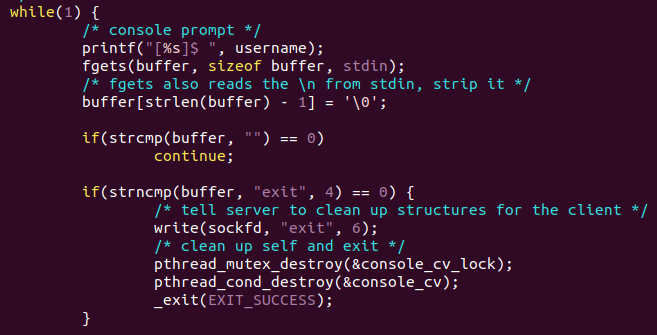 while(1) {
/* console prompt */
printf("[%s]$ ", username);
fgets(buffer, sizeof buffer, stdin);
/* fgets also reads the \n from stdin, strip it */
buffer[strlen(buffer) - 1] = '\0';
if(strcmp(buffer, "") == 0)
continue;
if(strncmp(buffer, "exit", 4) == 0) {
/* tell server to clean up structures for the client */
write(sockfd, "exit", 6);
/* clean up self and exit */
pthread_mutex_destroy(&console_cv_lock);
pthread_cond_destroy(&console_cv);
_exit(EXIT_SUCCESS);
}